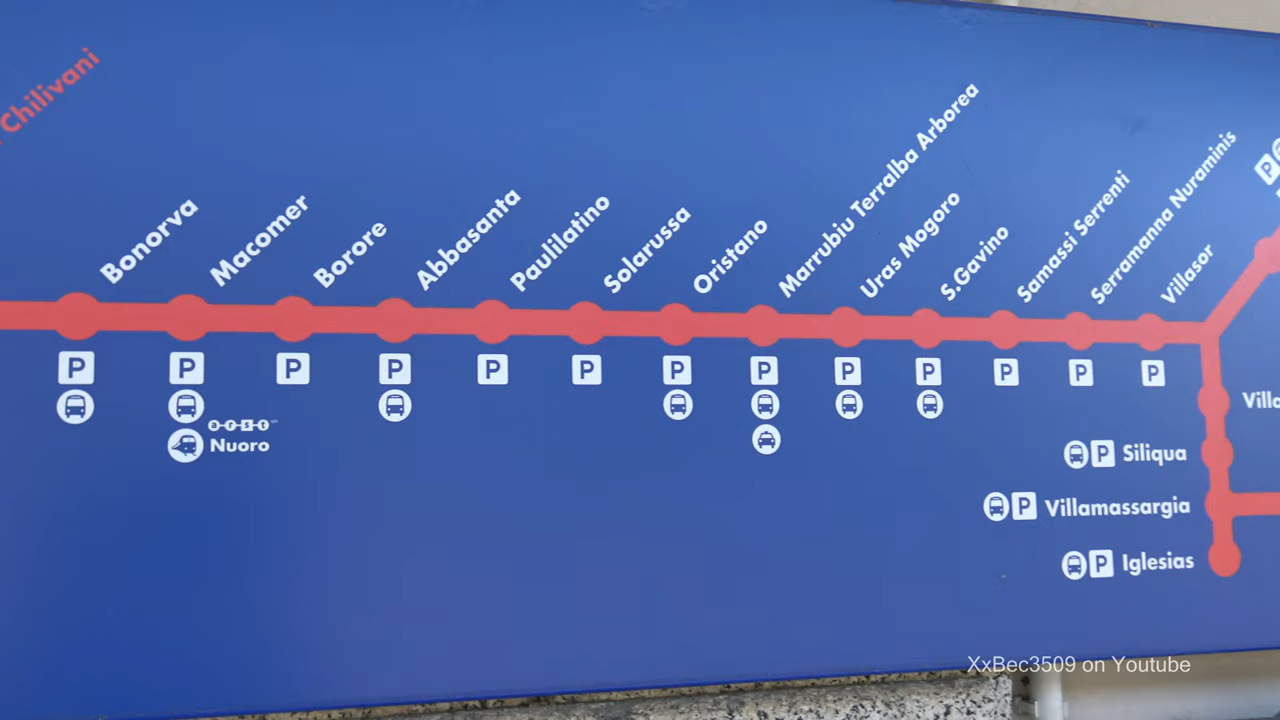 Chilivani
Bonorva
Macomer
Borore
Abbasanta
Paulilatino
Solarussa
Oristano
Marrubiu Terralba Arborea
Uras Mogoro
S.Gavino
Samassi Serrenti
Serramanna Nuraminis
Villasor
P
P P P P P P P P P P P P P
Nuoro
P Siliqua
P Villamassargia
P Iglesias
XxBec3509 on Youtube